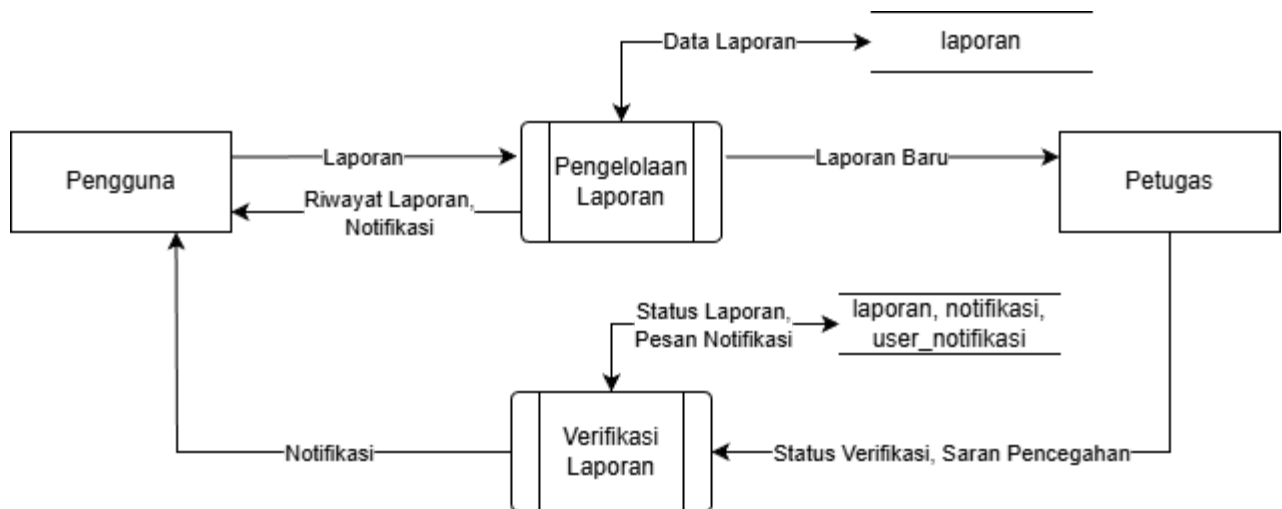 Data Laporan
laporan
Pengguna
Laporan
Riwayat Laporan,
Notifikasi
Pengelolaan
Laporan
Laporan Baru
Petugas
Status Laporan,
Pesan Notifikasi
laporan, notifikasi,
user_notifikasi
Notifikasi
Verifikasi
Laporan
Status Verifikasi, Saran Pencegahan